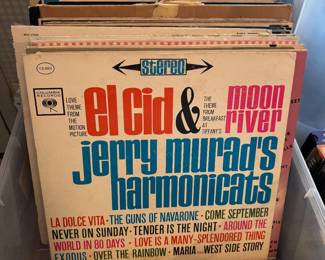 Stereo
COLUMBIA
RECORDS
LOVE
THEME
FROM THE
MOTION
PICTURE
el cid &
THE
THEME
FROM
BREAKFAST
AT
TIFFANY'S
moon
river
jerry murad's
harmonicats
LA DOLCE VITA · THE GUNS OF NAVARONE · COME SEPTEMBER
NEVER ON SUNDAY · TENDER IS THE NIGHT · AROUND THE
WORLD IN 80 DAYS · LOVE IS A MANY-SPLENDORED THING
EXODUS · OVER THE RAINBOW · MARIA FROM WEST SIDE STORY